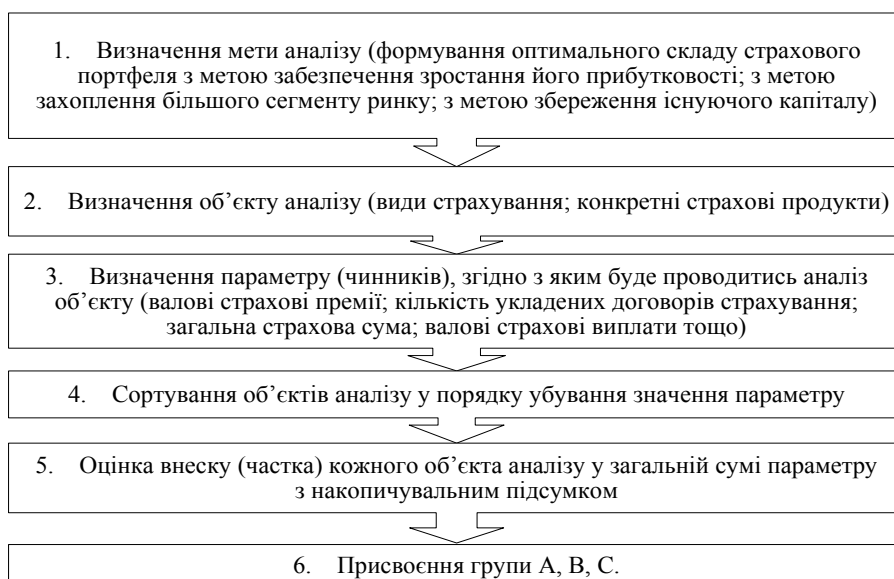 1. Визначення мети аналізу (формування оптимального складу страхового
портфеля з метою забезпечення зростання його прибутковості; з метою
захоплення більшого сегменту ринку; з метою збереження існуючого капіталу)
2. Визначення об’єкту аналізу (види страхування; конкретні страхові продукти)
3. Визначення параметру (чинників), згідно з яким буде проводитись аналіз
об’єкту (валові страхові премії; кількість укладених договорів страхування;
загальна страхова сума; валові страхові виплати тощо)
4. Сортування об’єктів аналізу у порядку убування значення параметру
5. Оцінка внеску (частка) кожного об’єкта аналізу у загальній сумі параметру
з накопичувальним підсумком
6. Присвоєння групи А, В, С.